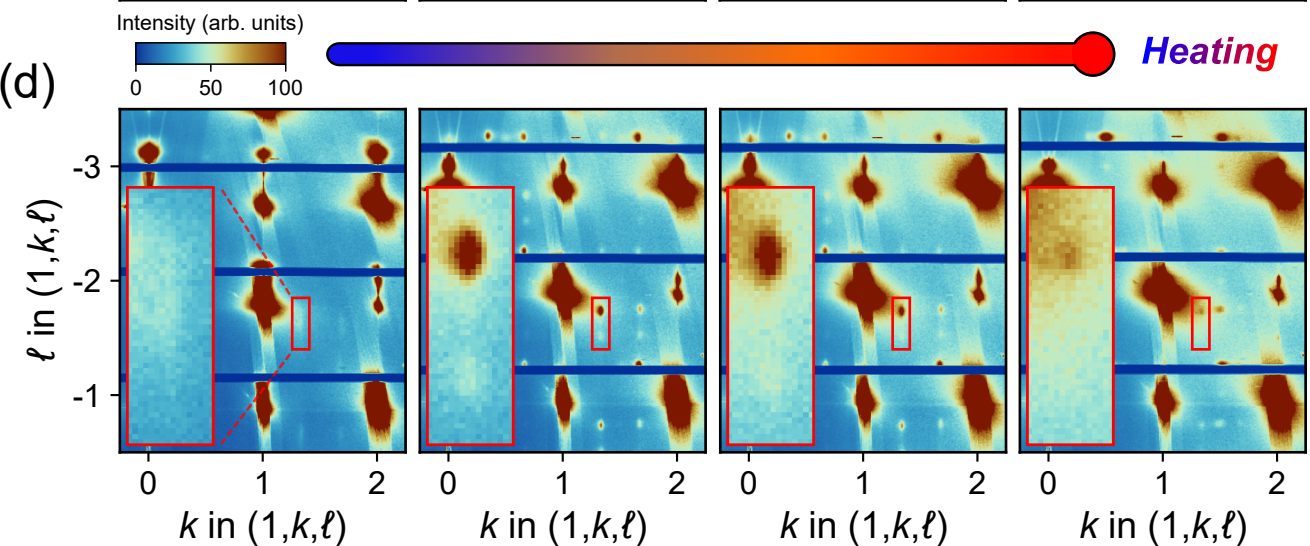 Intensity (arb. units)
0 50 100
Heating
(d)
ℓ in (1,k,ℓ)
-3
-2
-1
0 1 2
0 1 2
0 1 2
0 1 2
k in (1,k,ℓ)
k in (1,k,ℓ)
k in (1,k,ℓ)
k in (1,k,ℓ)